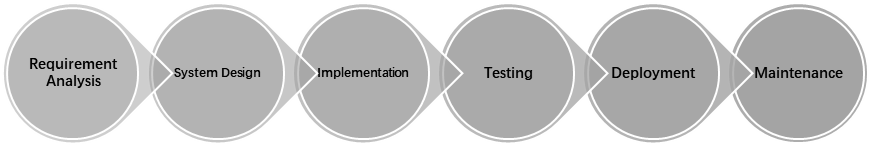 Requirement
Analysis
System Design
Implementation
Testing
Deployment
Maintenance